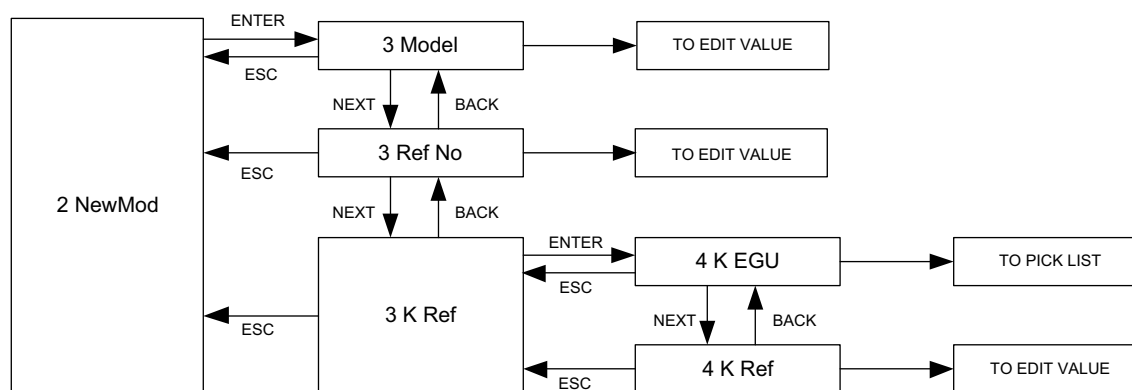 ENTER
3 Model
TO EDIT VALUE
ESC
NEXT
BACK
3 Ref No
TO EDIT VALUE
ESC
2 NewMod
NEXT
BACK
ENTER
4 K EGU
TO PICK LIST
ESC
3 K Ref
NEXT
BACK
ESC
4 K Ref
TO EDIT VALUE
ESC